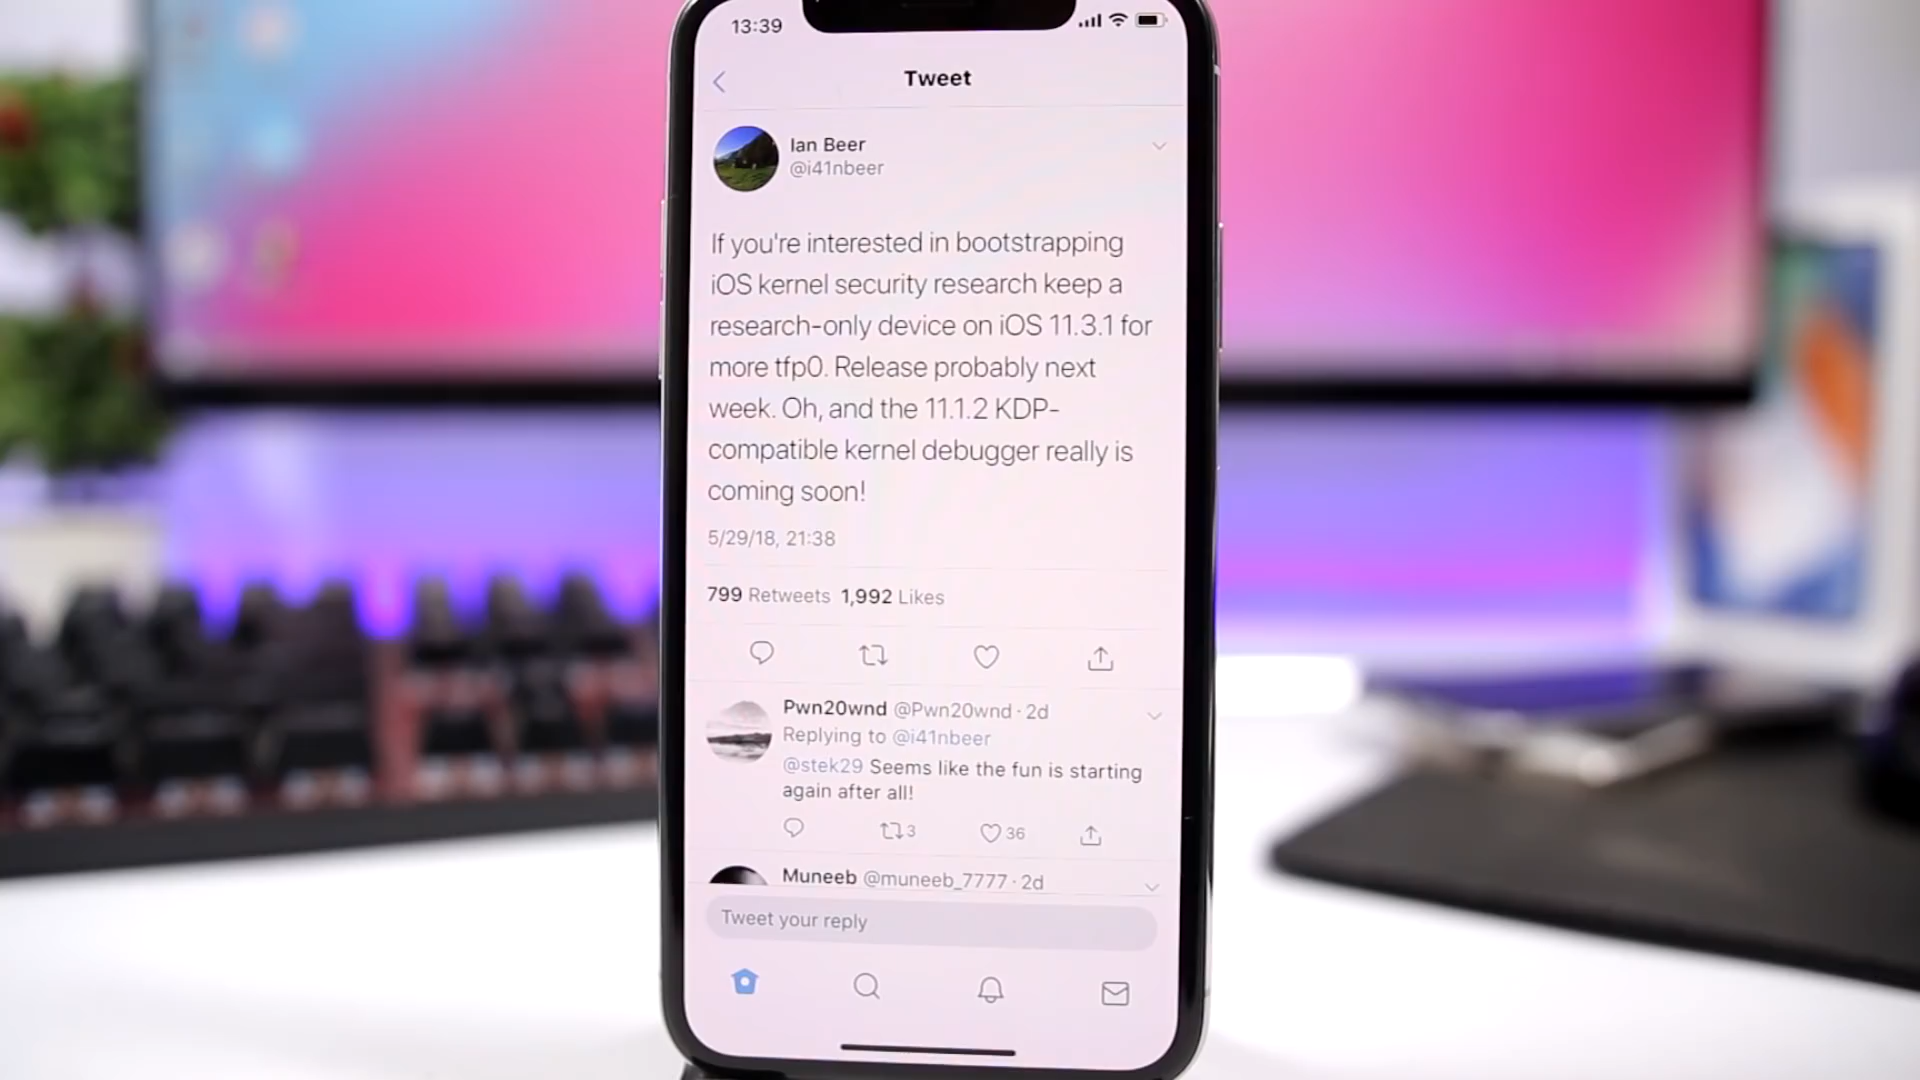 13:39
Tweet
Ian Beer
@i41nbeer
If you're interested in bootstrapping
iOS kernel security research keep a
research-only device on iOS 11.3.1 for
more tfp0. Release probably next
week. Oh, and the 11.1.2 KDP-
compatible kernel debugger really is
coming soon!
5/29/18, 21:38
799 Retweets 1,992 Likes
Pwn20wnd @Pwn20wnd · 2d
Replying to @i41nbeer
@stek29 Seems like the fun is starting
again after all!
3 36
Muneeb @muneeb_7777 · 2d
Tweet your reply